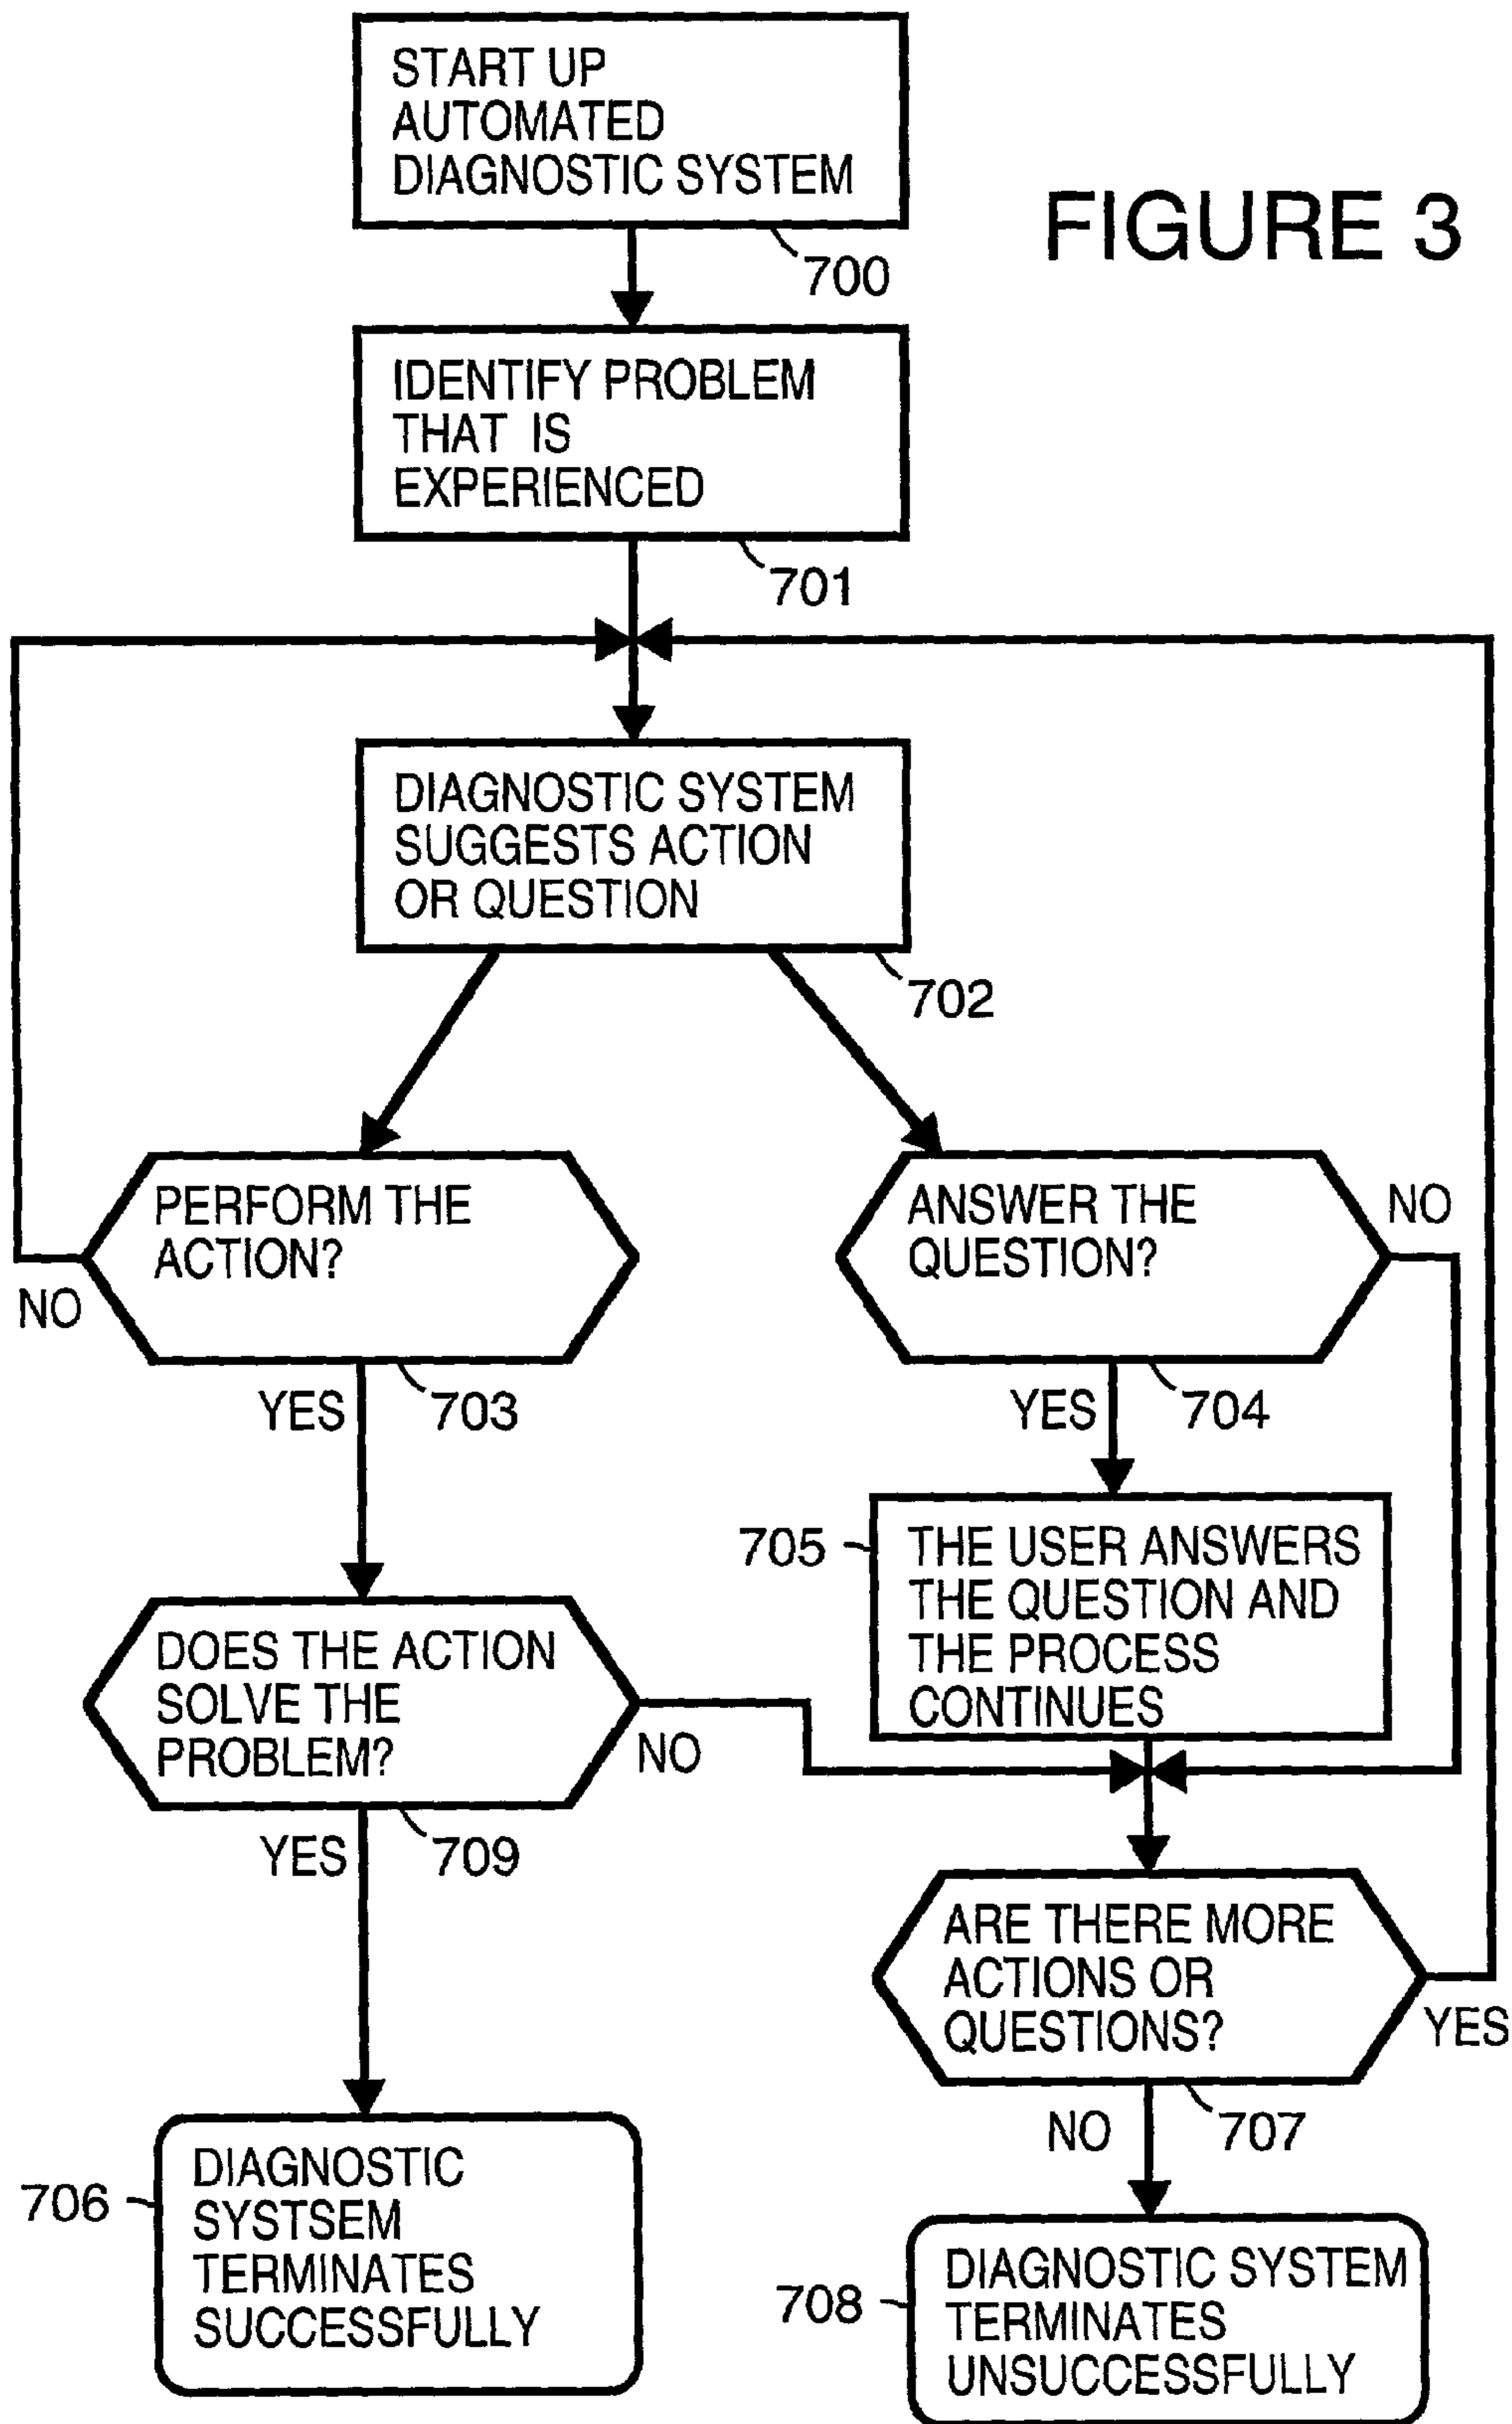 START UP
AUTOMATED
DIAGNOSTIC SYSTEM
FIGURE 3
700
IDENTIFY PROBLEM
THAT IS
EXPERIENCED
701
DIAGNOSTIC SYSTEM
SUGGESTS ACTION
OR QUESTION
702
PERFORM THE
ACTION?
NO
YES
703
ANSWER THE
QUESTION?
NO
YES
704
705
THE USER ANSWERS
THE QUESTION AND
THE PROCESS
CONTINUES
DOES THE ACTION
SOLVE THE
PROBLEM?
NO
YES
709
ARE THERE MORE
ACTIONS OR
QUESTIONS?
YES
NO
707
706
DIAGNOSTIC
SYSTSEM
TERMINATES
SUCCESSFULLY
708
DIAGNOSTIC SYSTEM
TERMINATES
UNSUCCESSFULLY